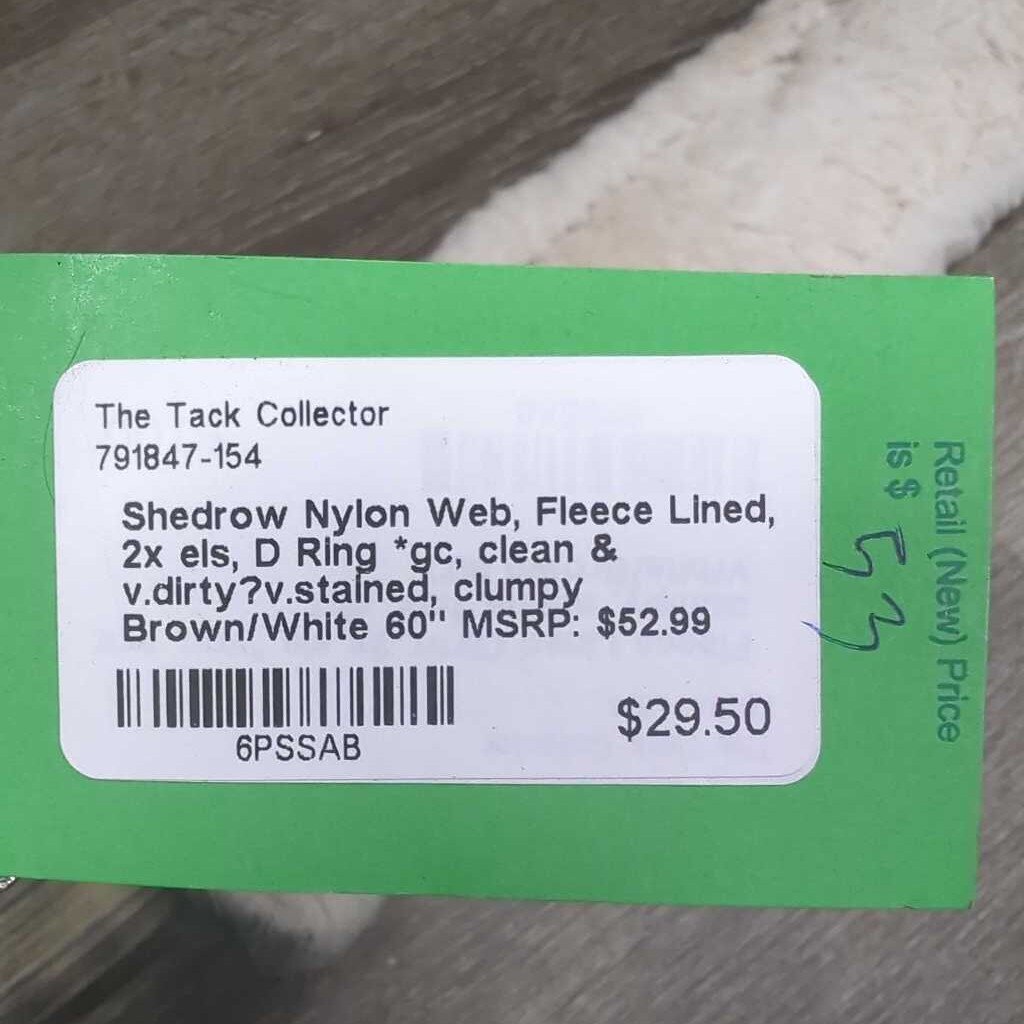 The Tack Collector
791847-154
Shedrow Nylon Web, Fleece Lined,
2x els, D Ring *gc, clean &
v.dirty?v.stained, clumpy
Brown/White 60" MSRP: $52.99
6PSSAB
$29.50
Retail (New) Price
is $ 53